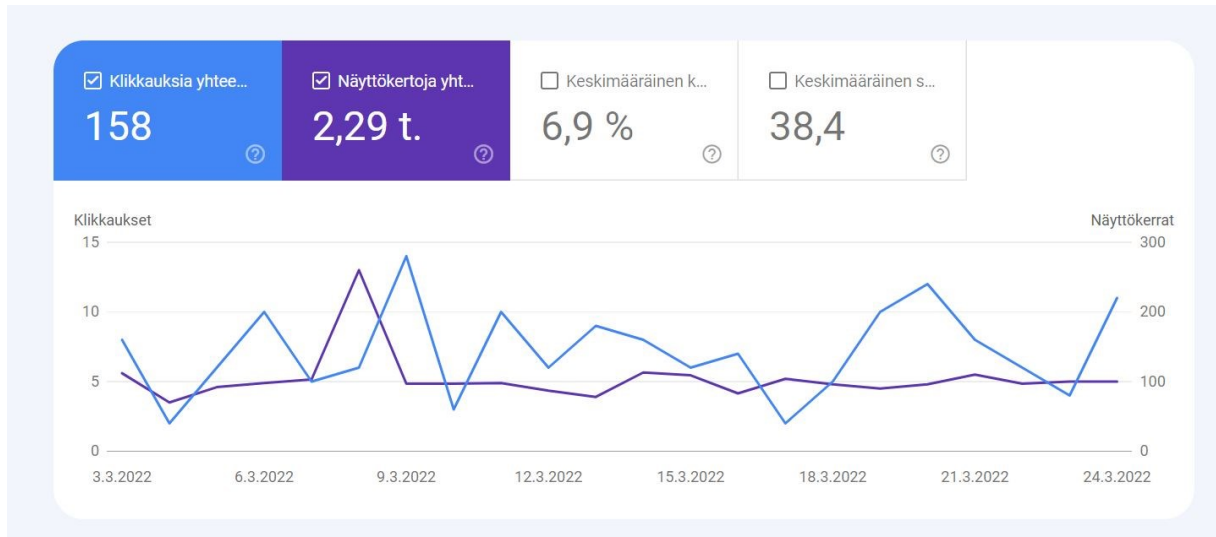 Klikkauksia yhtee...
158
Näyttökertoja yht...
2,29 t.
Keskimääräinen k...
6,9 %
Keskimääräinen s...
38,4
Klikkaukset
Näyttökerrat
15
300
10
200
5
100
0
0
3.3.2022 6.3.2022 9.3.2022 12.3.2022 15.3.2022 18.3.2022 21.3.2022 24.3.2022